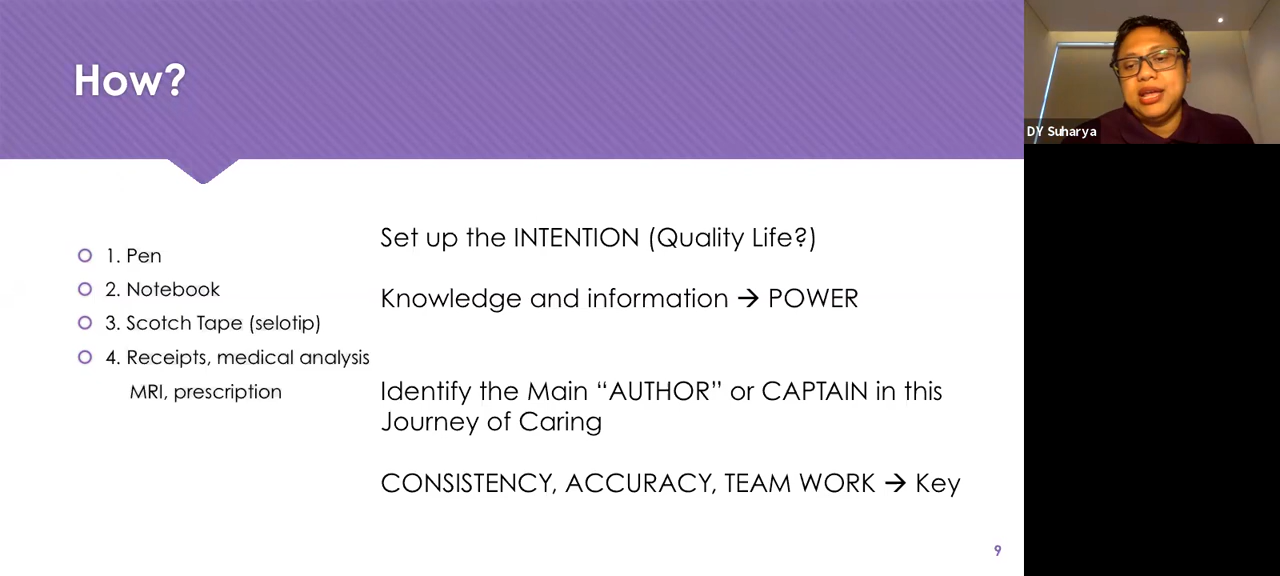 How?
1. Pen
2. Notebook
3. Scotch Tape (selotip)
4. Receipts, medical analysis
MRI, prescription
Set up the INTENTION (Quality Life?)
Knowledge and information → POWER
Identify the Main “AUTHOR” or CAPTAIN in this
Journey of Caring
CONSISTENCY, ACCURACY, TEAM WORK → Key
9
DY Suharya